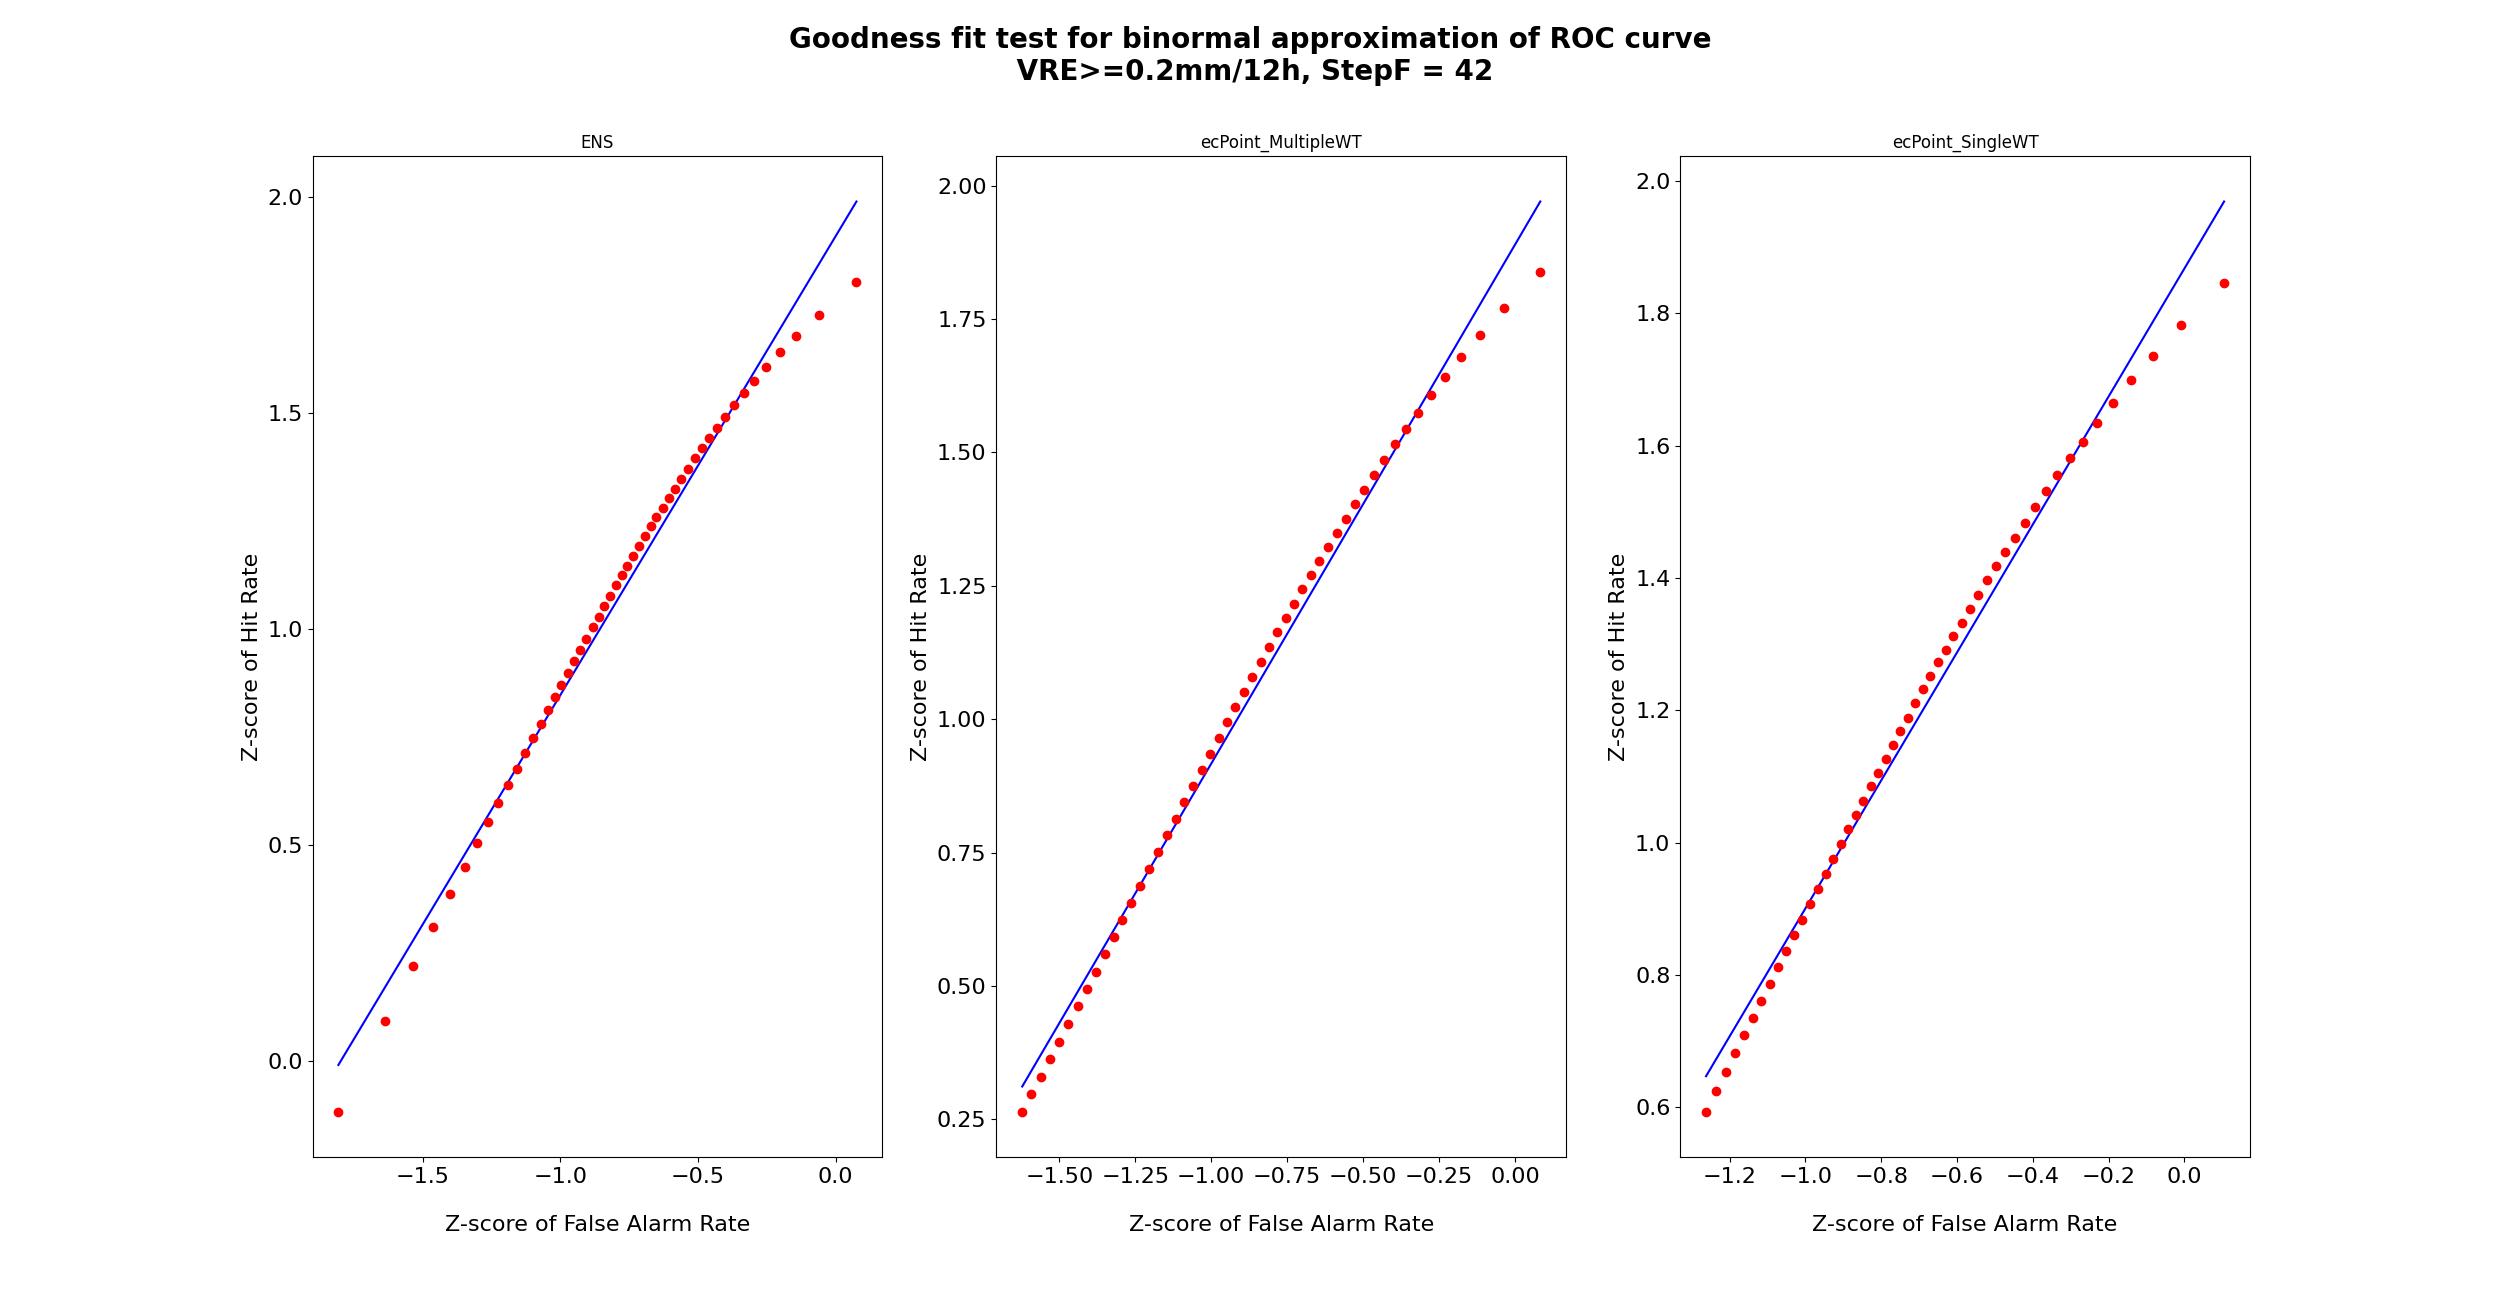 Goodness fit test for binormal approximation of ROC curve
VRE>=0.2mm/12h, StepF = 42
ENS
2.0
1.5
1.0
0.5
0.0
Z-score of Hit Rate
−1.5 −1.0 −0.5 0.0
Z-score of False Alarm Rate
ecPoint_MultipleWT
2.00
1.75
1.50
1.25
1.00
0.75
0.50
0.25
Z-score of Hit Rate
−1.50 −1.25 −1.00 −0.75 −0.50 −0.25 0.00
Z-score of False Alarm Rate
ecPoint_SingleWT
2.0
1.8
1.6
1.4
1.2
1.0
0.8
0.6
Z-score of Hit Rate
−1.2 −1.0 −0.8 −0.6 −0.4 −0.2 0.0
Z-score of False Alarm Rate